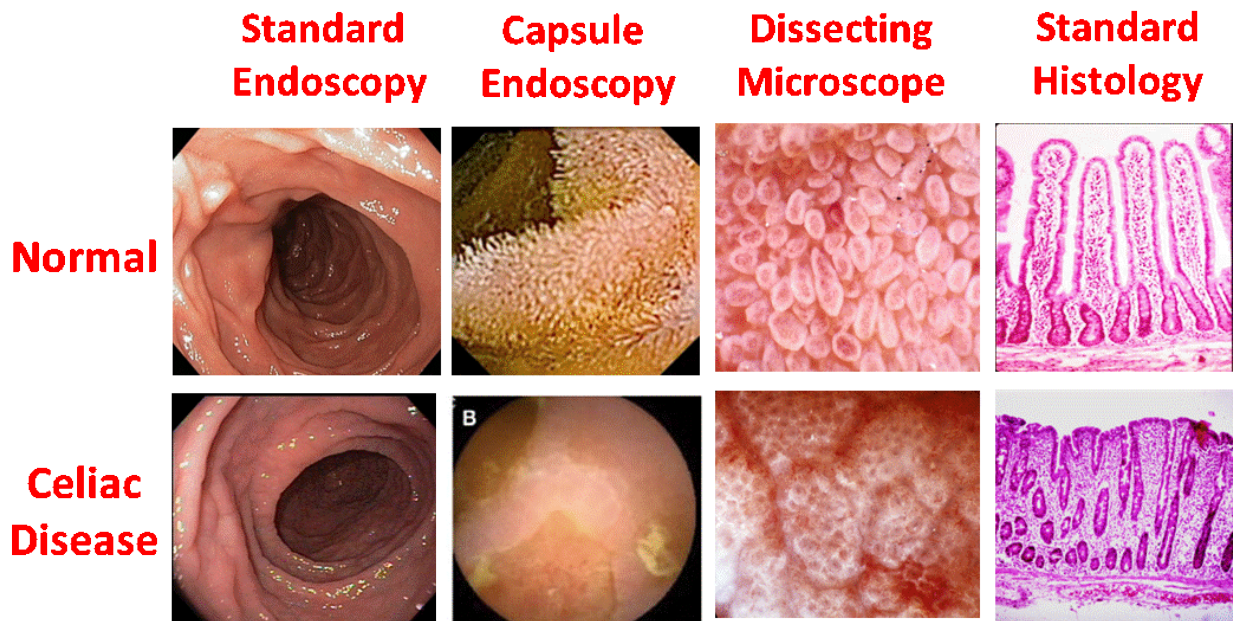 Standard
Endoscopy
Capsule
Endoscopy
Dissecting
Microscope
Standard
Histology
Normal
Celiac
Disease
B